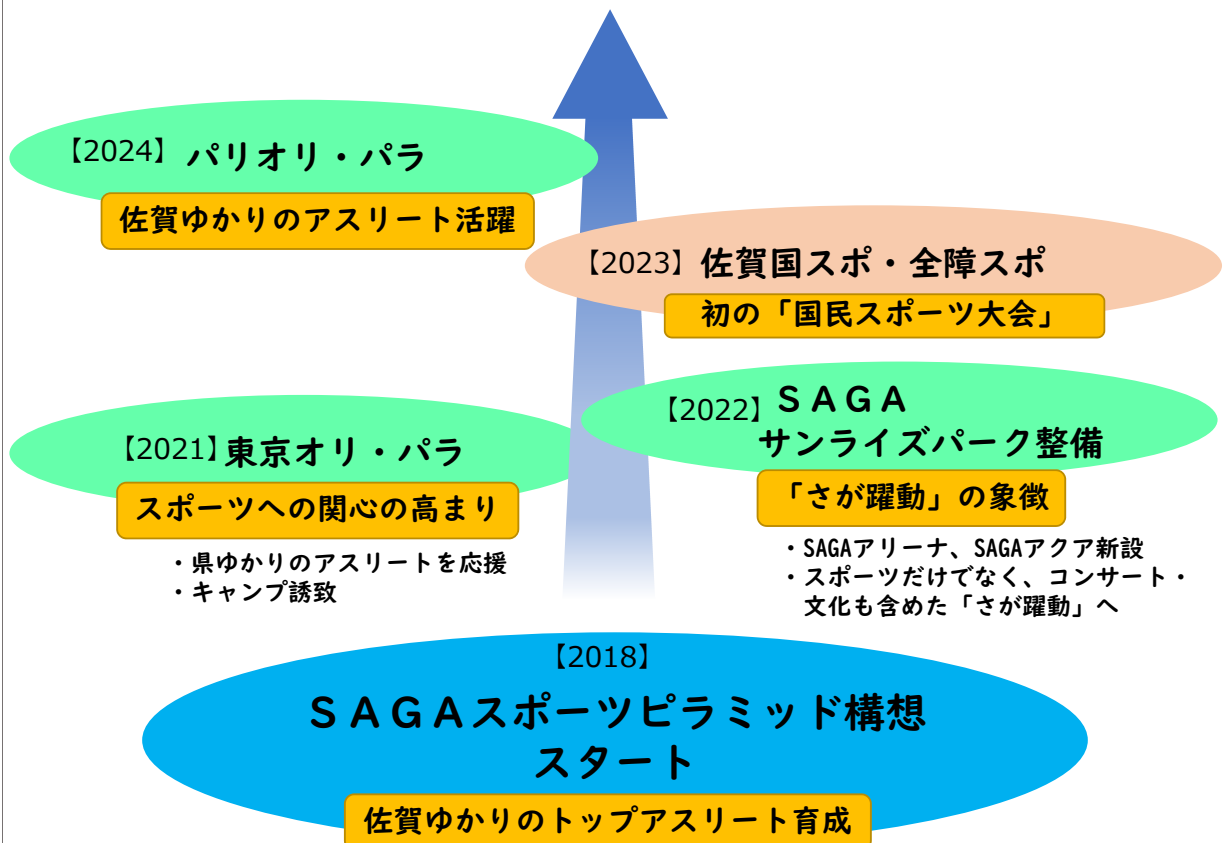 【2024】 パリオリ・パラ
佐賀ゆかりのアスリート活躍
【2023】 佐賀国スポ・全障スポ
初の「国民スポーツ大会」
【2022】 ＳＡＧＡ
サンライズパーク整備
「さが躍動」の象徴
・SAGAアリーナ、SAGAアクア新設
・スポーツだけでなく、コンサート・
文化も含めた「さが躍動」へ
【2021】 東京オリ・パラ
スポーツへの関心の高まり
・県ゆかりのアスリートを応援
・キャンプ誘致
【2018】
ＳＡＧＡスポーツピラミッド構想
スタート
佐賀ゆかりのトップアスリート育成